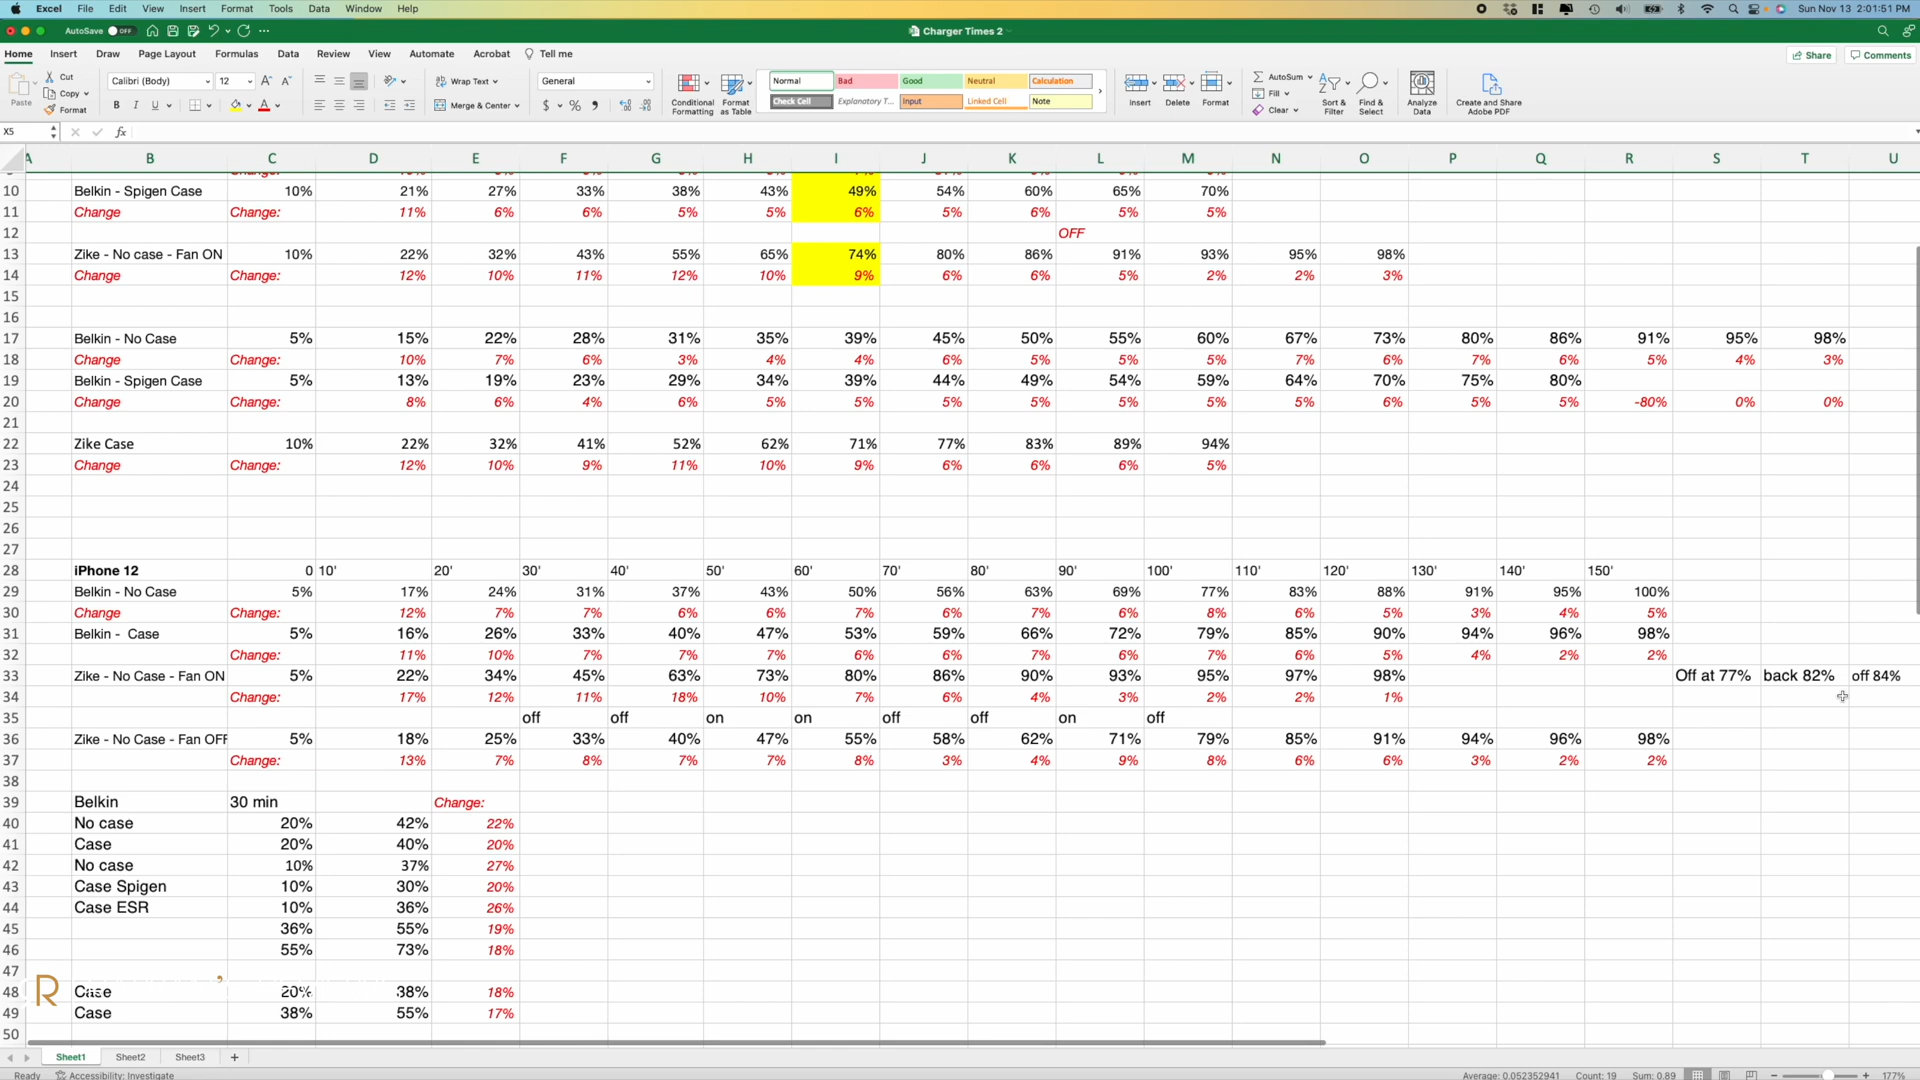 Excel File Edit View Insert Format Tools Data Window Help Sun Nov 13 2:01:51 PM
AutoSave OFF Charger Times 2
Home Insert Draw Page Layout Formulas Data Review View Automate Acrobat Tell me Share Comments
Paste Cut Copy Format
Calibri (Body) 12 Wrap Text General
B I U Merge & Center $ % ,
Conditional Formatting Format as Table
Normal Bad Good Neutral Calculation
Check Cell Explanatory T... Input Linked Cell Note
Insert Delete Format AutoSum Fill Clear Sort & Filter Find & Select Analyze Data Create and Share Adobe PDF
X5 fx
A B C D E F G H I J K L M N O P Q R S T U
10 Belkin - Spigen Case 10% 21% 27% 33% 38% 43% 49% 54% 60% 65% 70%
11 Change Change: 11% 6% 6% 5% 5% 6% 5% 6% 5% 5%
12 OFF
13 Zike - No case - Fan ON 10% 22% 32% 43% 55% 65% 74% 80% 86% 91% 93% 95% 98%
14 Change Change: 12% 10% 11% 12% 10% 9% 6% 6% 5% 2% 2% 3%
15
16
17 Belkin - No Case 5% 15% 22% 28% 31% 35% 39% 45% 50% 55% 60% 67% 73% 80% 86% 91% 95% 98%
18 Change Change: 10% 7% 6% 3% 4% 4% 6% 5% 5% 5% 7% 6% 7% 6% 5% 4% 3%
19 Belkin - Spigen Case 5% 13% 19% 23% 29% 34% 39% 44% 49% 54% 59% 64% 70% 75% 80%
20 Change Change: 8% 6% 4% 6% 5% 5% 5% 5% 5% 5% 5% 6% 5% 5% -80% 0% 0%
21
22 Zike Case 10% 22% 32% 41% 52% 62% 71% 77% 83% 89% 94%
23 Change Change: 12% 10% 9% 11% 10% 9% 6% 6% 6% 5%
24
25
26
27
28 iPhone 12 0 10' 20' 30' 40' 50' 60' 70' 80' 90' 100' 110' 120' 130' 140' 150'
29 Belkin - No Case 5% 17% 24% 31% 37% 43% 50% 56% 63% 69% 77% 83% 88% 91% 95% 100%
30 Change Change: 12% 7% 7% 6% 6% 7% 6% 7% 6% 8% 6% 5% 3% 4% 5%
31 Belkin - Case 5% 16% 26% 33% 40% 47% 53% 59% 66% 72% 79% 85% 90% 94% 96% 98%
32 Change: 11% 10% 7% 7% 7% 6% 6% 7% 6% 7% 6% 5% 4% 2% 2%
33 Zike - No Case - Fan ON 5% 22% 34% 45% 63% 73% 80% 86% 90% 93% 95% 97% 98% Off at 77% back 82% off 84%
34 Change: 17% 12% 11% 18% 10% 7% 6% 4% 3% 2% 2% 1%
35 off off on on off off on off
36 Zike - No Case - Fan OFF 5% 18% 25% 33% 40% 47% 55% 58% 62% 71% 79% 85% 91% 94% 96% 98%
37 Change: 13% 7% 8% 7% 7% 8% 3% 4% 9% 8% 6% 6% 3% 2% 2%
38
39 Belkin 30 min Change:
40 No case 20% 42% 22%
41 Case 20% 40% 20%
42 No case 10% 37% 27%
43 Case Spigen 10% 30% 20%
44 Case ESR 10% 36% 26%
45 36% 55% 19%
46 55% 73% 18%
47
48 Case 20% 38% 18%
49 Case 38% 55% 17%
50
R
Sheet1 Sheet2 Sheet3 +
Ready Accessibility: Investigate Average: 0.052352941 Count: 19 Sum: 0.89 177%